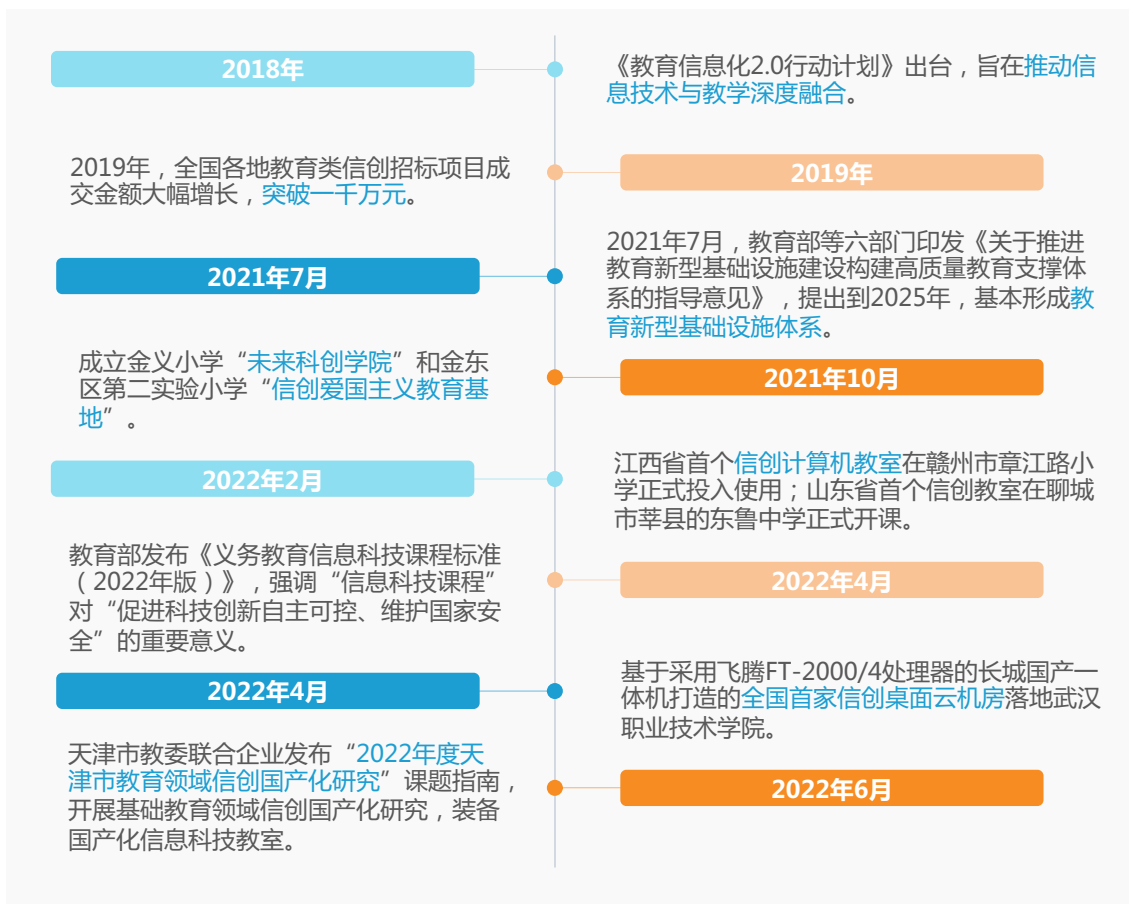 2018年
《教育信息化2.0行动计划》出台，旨在推动信
息技术与教学深度融合。
2019年
2019年，全国各地教育类信创招标项目成
交金额大幅增长，突破一千万元。
2021年7月
2021年7月，教育部等六部门印发《关于推进
教育新型基础设施建设构建高质量教育支撑体
系的指导意见》，提出到2025年，基本形成教
育新型基础设施体系。
2021年10月
成立金义小学“未来科创学院”和金东
区第二实验小学“信创爱国主义教育基
地”。
2022年2月
江西省首个信创计算机教室在赣州市章江路小
学正式投入使用；山东省首个信创教室在聊城
市莘县的东鲁中学正式开课。
2022年4月
教育部发布《义务教育信息科技课程标准
（2022年版）》，强调“信息科技课程”
对“促进科技创新自主可控、维护国家安
全”的重要意义。
2022年4月
基于采用飞腾FT-2000/4处理器的长城国产一
体机打造的全国首家信创桌面云机房落地武汉
职业技术学院。
2022年6月
天津市教委联合企业发布“2022年度天
津市教育领域信创国产化研究”课题指南，
开展基础教育领域信创国产化研究，装备
国产化信息科技教室。